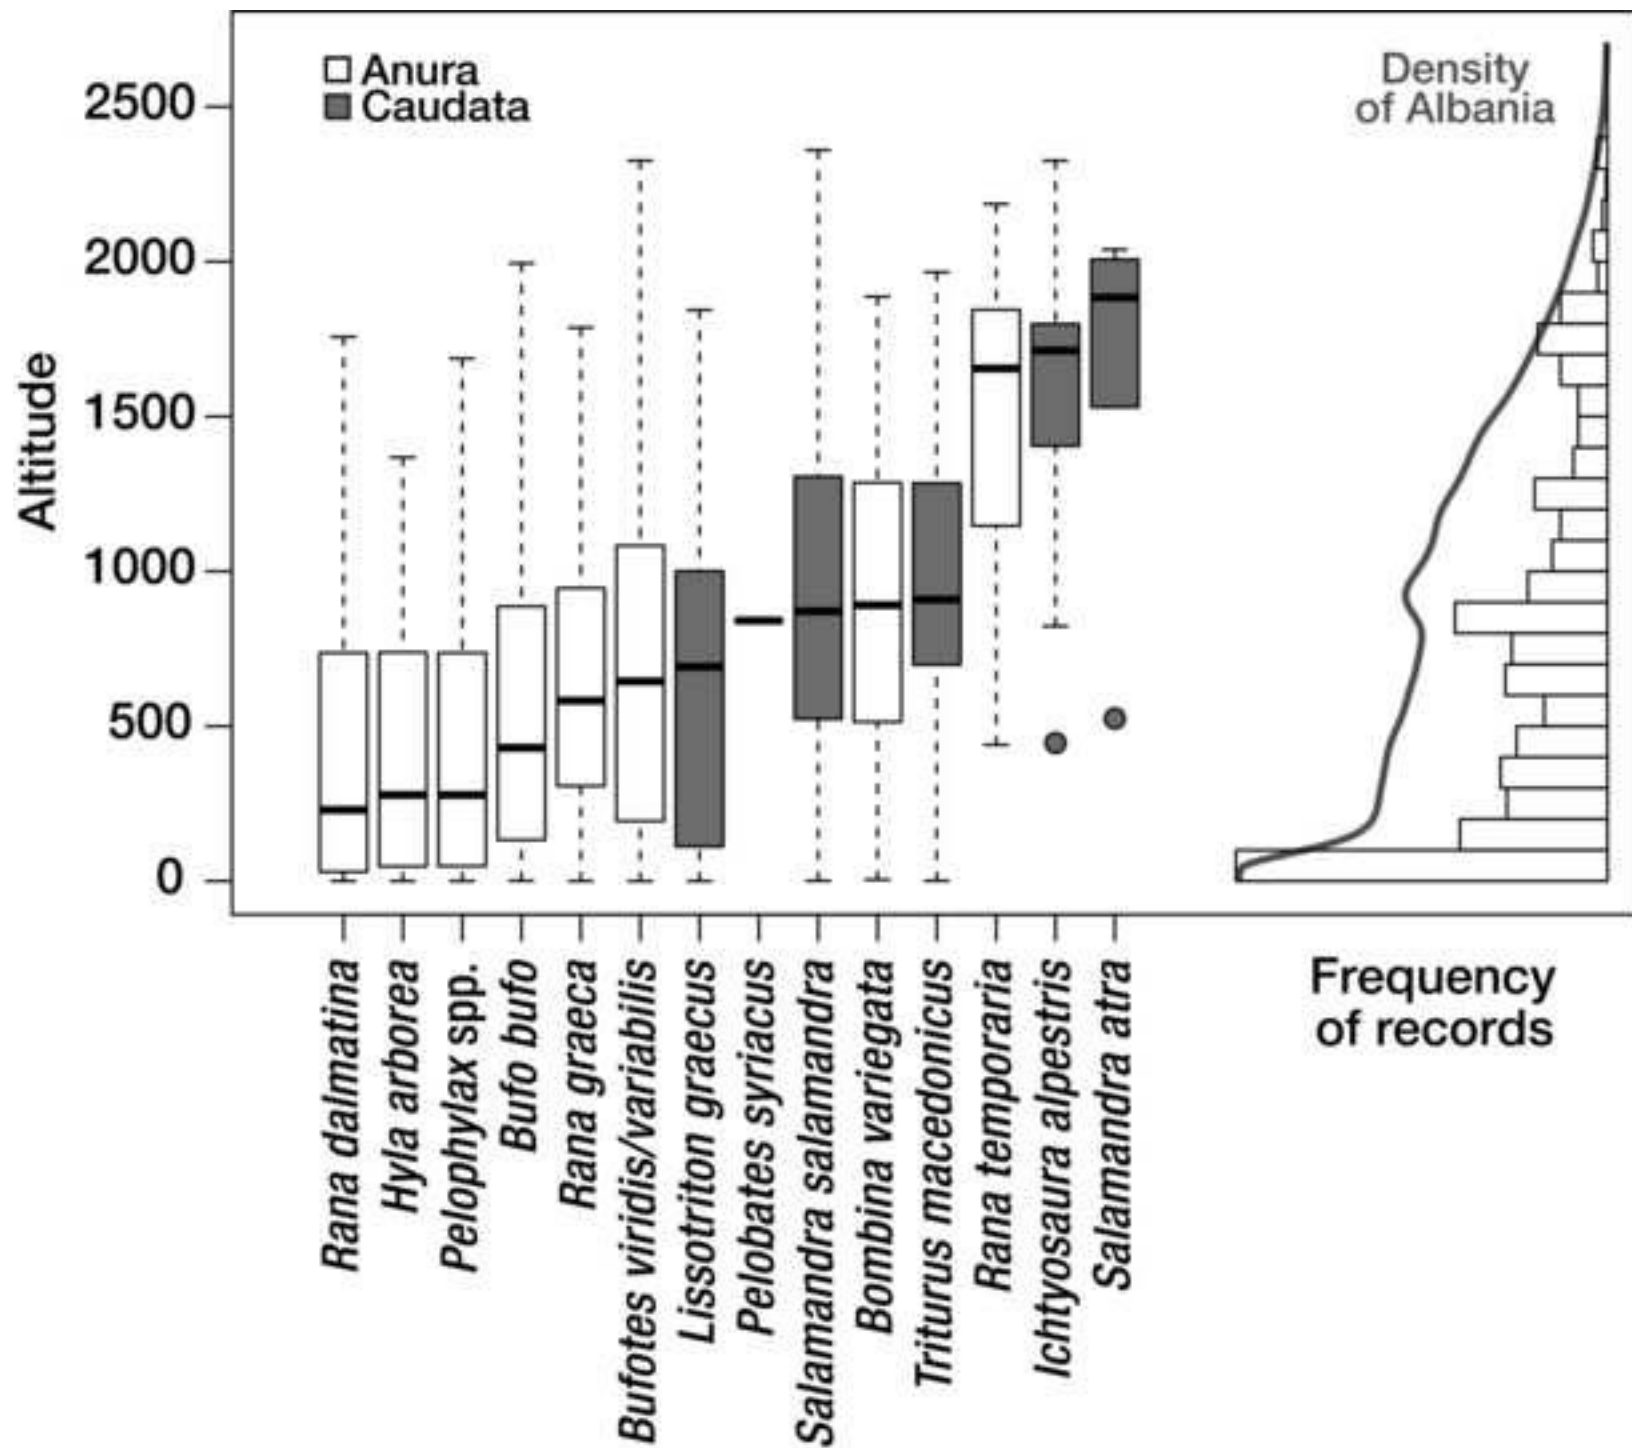 Anura
Caudata
Density
of Albania
2500
2000
1500
1000
500
0
Altitude
Rana dalmatina
Hyla arborea
Pelophylax spp.
Bufo bufo
Rana graeca
Bufotes viridis/variabilis
Lissotriton graecus
Pelobates syriacus
Salamandra salamandra
Bombina variegata
Triturus macedonicus
Rana temporaria
Ichtyosaura alpestris
Salamandra atra
Frequency
of records